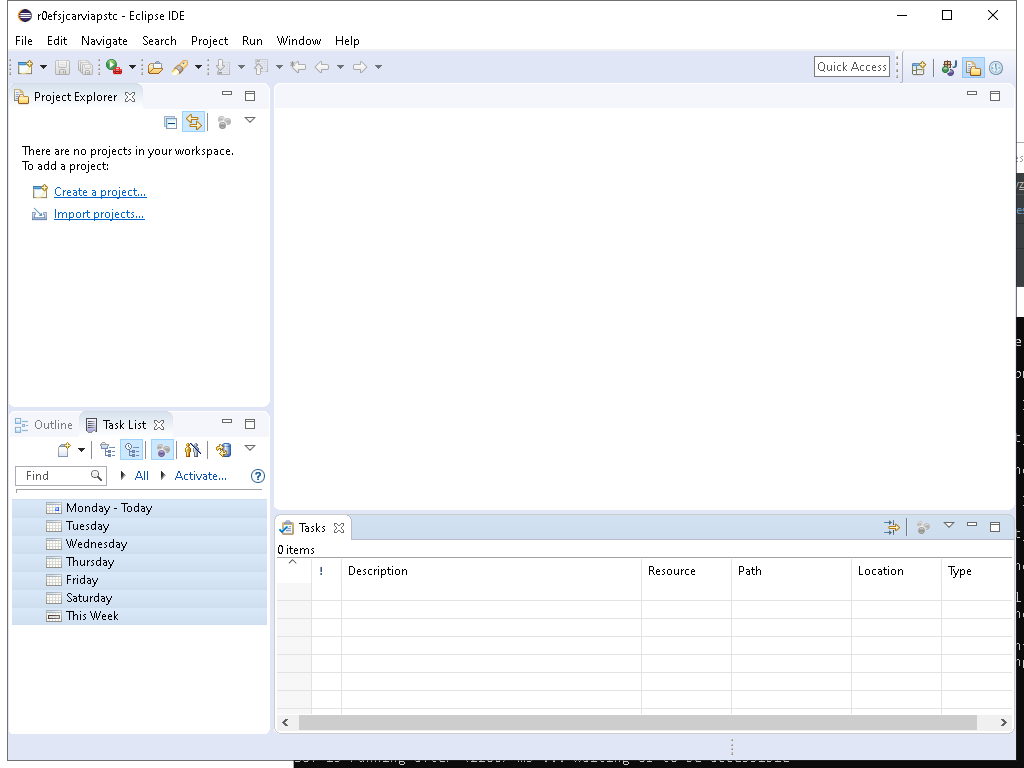 r0efsjcarviapstc - Eclipse IDE
File Edit Navigate Search Project Run Window Help
Quick Access
Project Explorer
There are no projects in your workspace.
To add a project:
Create a project...
Import projects...
Outline Task List
Find All Activate...
Monday - Today
Tuesday
Wednesday
Thursday
Friday
Saturday
This Week
Tasks
0 items
! Description Resource Path Location Type